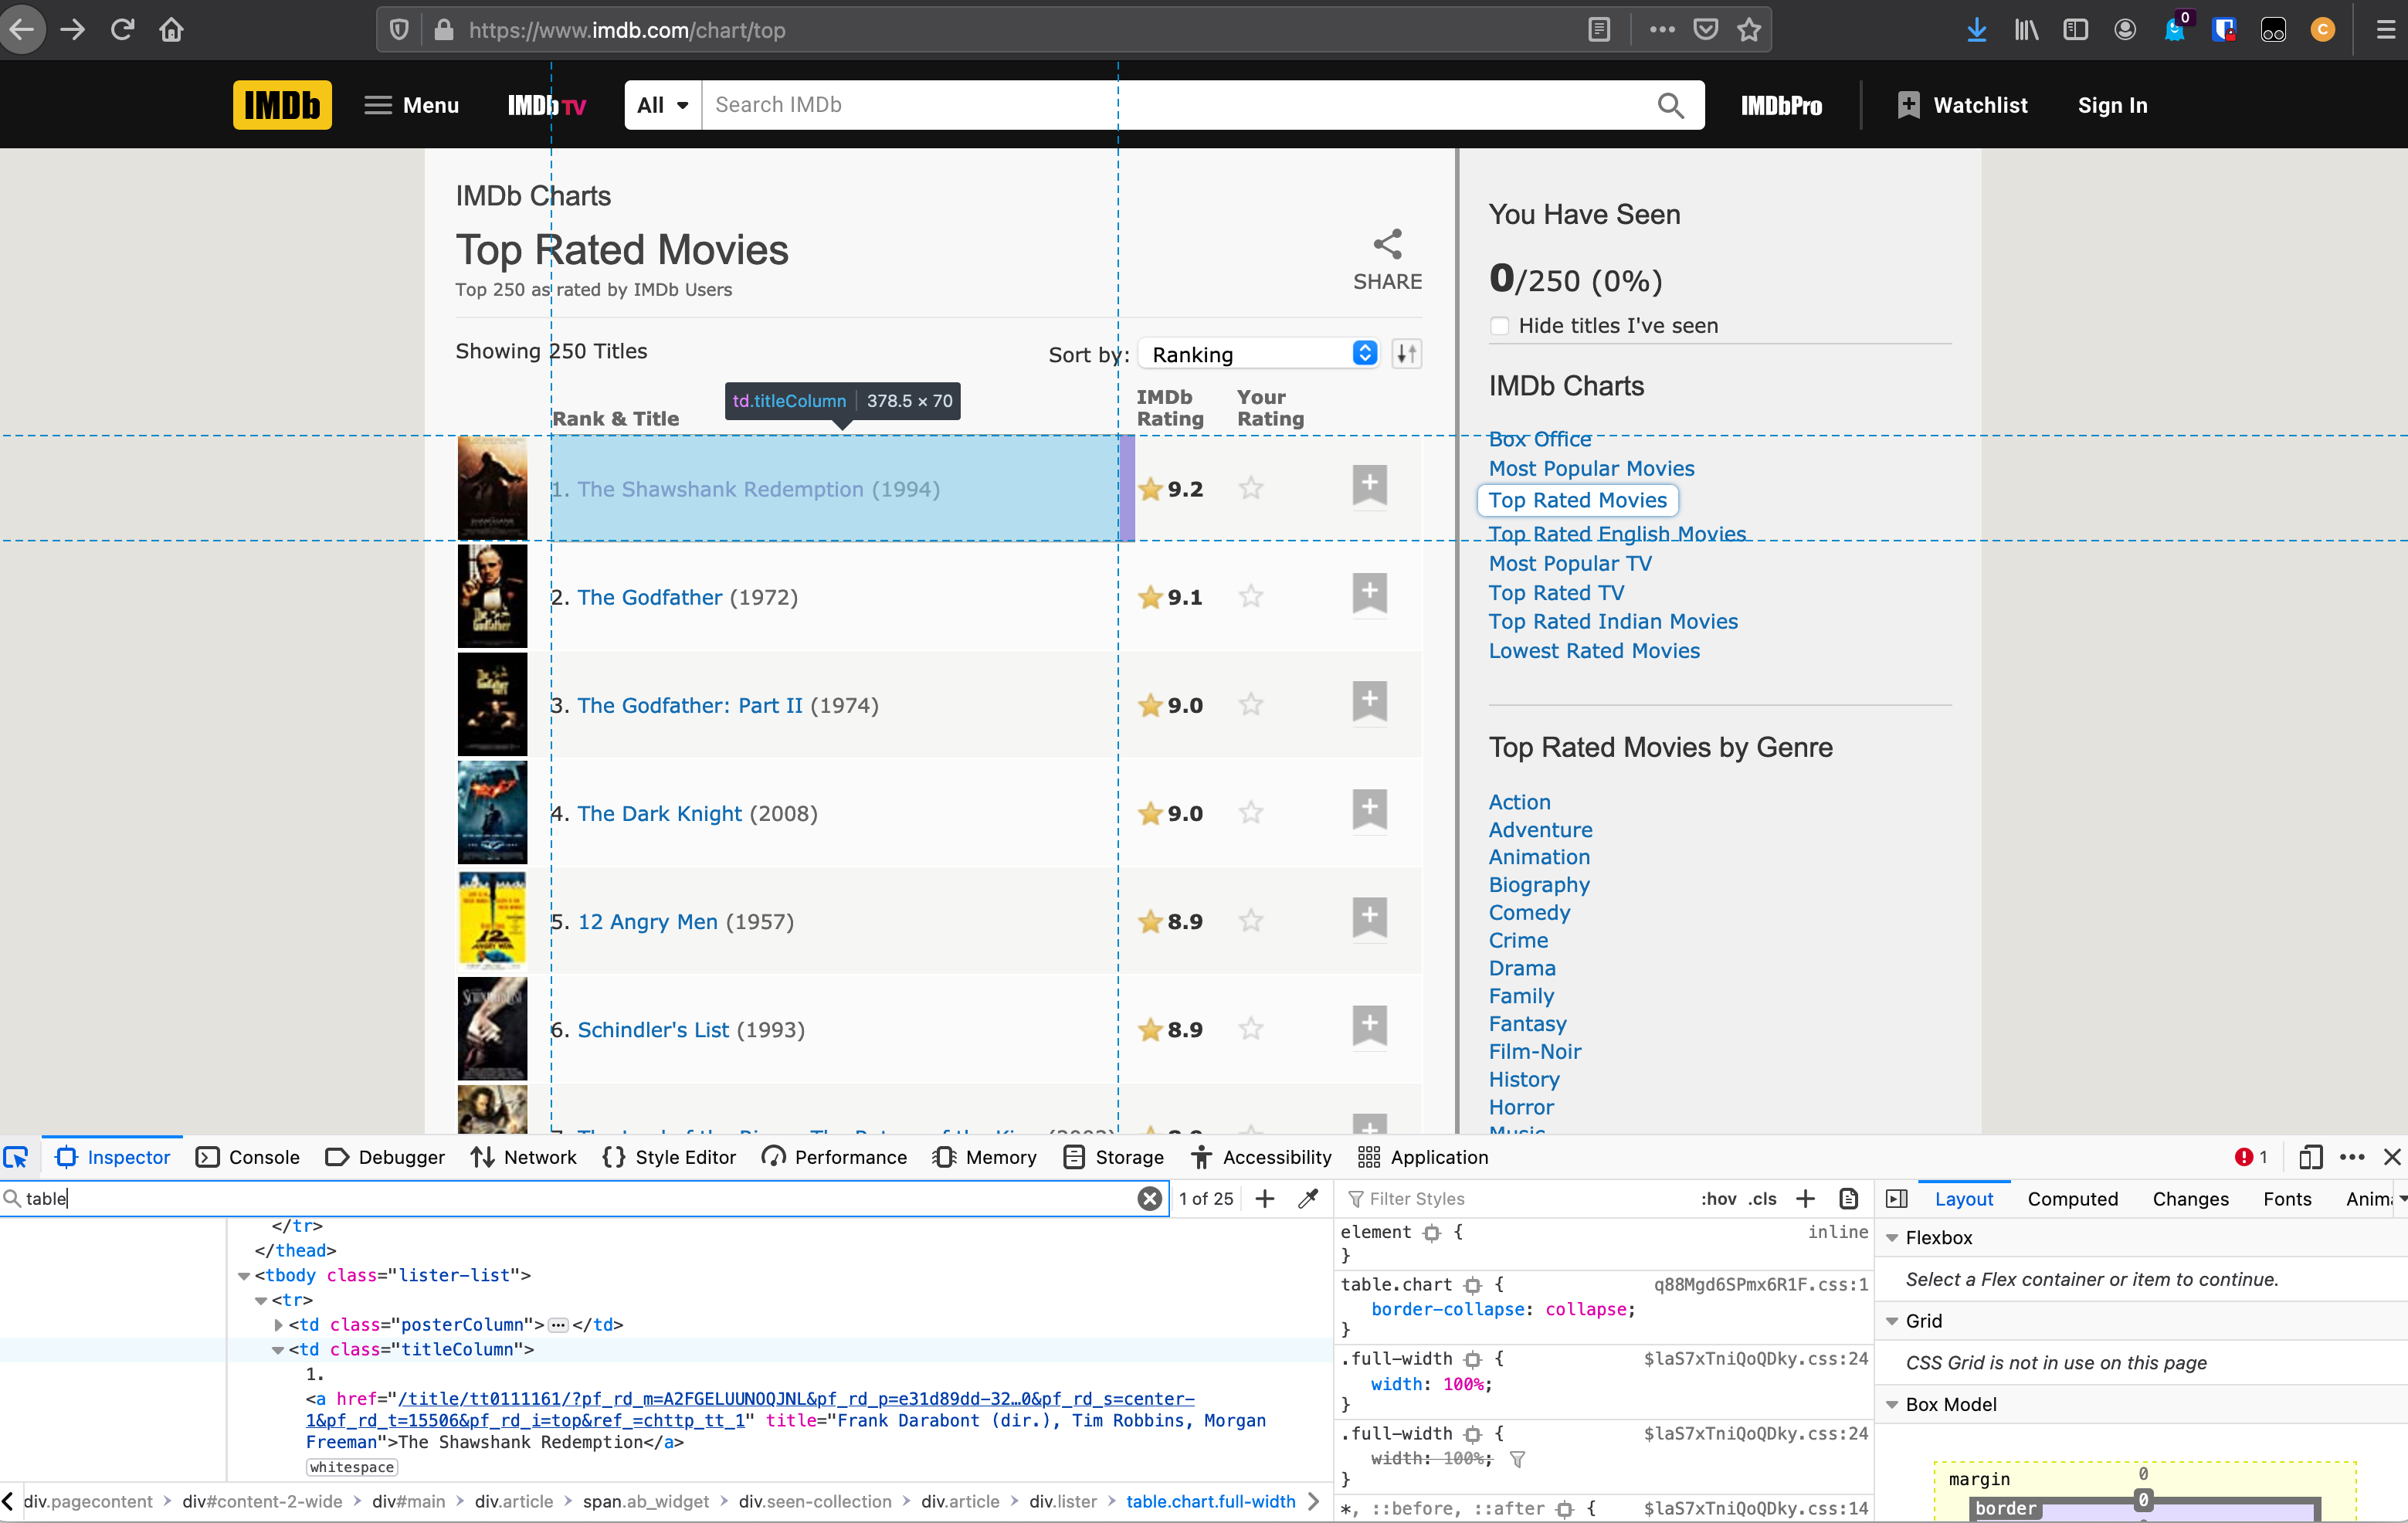 https://www.imdb.com/chart/top
0
C
IMDb
Menu
IMDbTV
All
Search IMDb
IMDbPro
Watchlist
Sign In
IMDb Charts
Top Rated Movies
Top 250 as rated by IMDb Users
SHARE
Showing 250 Titles
Sort by: Ranking
td.titleColumn 378.5 × 70
Rank & Title
IMDb Rating
Your Rating
1. The Shawshank Redemption (1994) 9.2
2. The Godfather (1972) 9.1
3. The Godfather: Part II (1974) 9.0
4. The Dark Knight (2008) 9.0
5. 12 Angry Men (1957) 8.9
6. Schindler's List (1993) 8.9
You Have Seen
0/250 (0%)
Hide titles I've seen
IMDb Charts
Box Office
Most Popular Movies
Top Rated Movies
Top Rated English Movies
Most Popular TV
Top Rated TV
Top Rated Indian Movies
Lowest Rated Movies
Top Rated Movies by Genre
Action
Adventure
Animation
Biography
Comedy
Crime
Drama
Family
Fantasy
Film-Noir
History
Horror
Music
Inspector Console Debugger Network Style Editor Performance Memory Storage Accessibility Application 1
table 1 of 25
</tr>
</thead>
<tbody class="lister-list">
<tr>
<td class="posterColumn"> ••• </td>
<td class="titleColumn">
1.
<a href="/title/tt0111161/?pf_rd_m=A2FGELUUNOQJNL&pf_rd_p=e31d89dd-32…0&pf_rd_s=center-
1&pf_rd_t=15506&pf_rd_i=top&ref_=chttp_tt_1" title="Frank Darabont (dir.), Tim Robbins, Morgan
Freeman">The Shawshank Redemption</a>
whitespace
div.pagecontent > div#content-2-wide > div#main > div.article > span.ab_widget > div.seen-collection > div.article > div.lister > table.chart.full-width
Filter Styles :hov .cls +
element { inline
}
table.chart { q88Mgd6SPmx6R1F.css:1
border-collapse: collapse;
}
.full-width { $laS7xTniQoQDky.css:24
width: 100%;
}
.full-width { $laS7xTniQoQDky.css:24
width: 100%;
}
*, ::before, ::after { $laS7xTniQoQDky.css:14
Layout Computed Changes Fonts
Flexbox
Select a Flex container or item to continue.
Grid
CSS Grid is not in use on this page
Box Model
margin 0
border 0